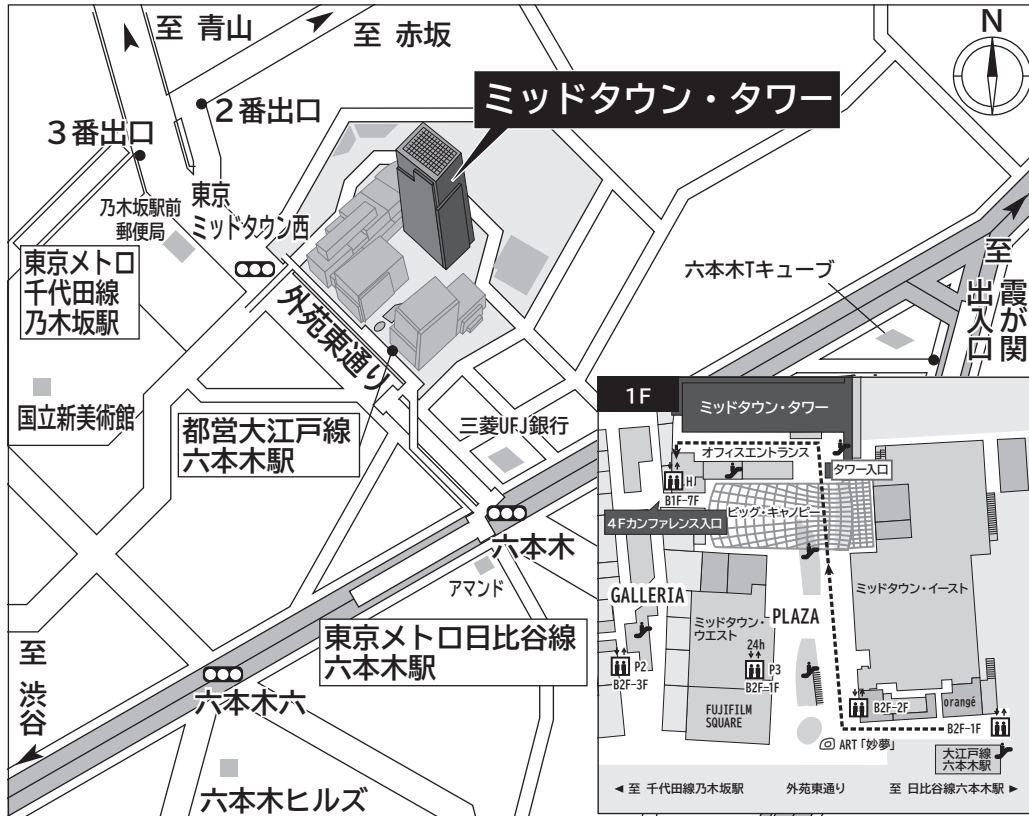 至 青山
至 赤坂
N
ミッドタウン・タワー
2番出口
3番出口
乃木坂駅前
郵便局
東京
ミッドタウン西
東京メトロ
千代田線
乃木坂駅
外苑東通り
六本木Tキューブ
至 霞が関
出入口
国立新美術館
都営大江戸線
六本木駅
三菱UFJ銀行
六本木
アマンド
東京メトロ日比谷線
六本木駅
至 渋谷
六本木六
六本木ヒルズ
1F
ミッドタウン・タワー
オフィスエントランス
タワー入口
H
B1F-7F
ビッグ・キャノピー
4Fカンファレンス入口
GALLERIA
ミッドタウン・
ウエスト
PLAZA
ミッドタウン・イースト
24h
P2
B2F-3F
P3
B2F-1F
FUJIFILM
SQUARE
B2F-2F
orangé
B2F-1F
ART「妙夢」
大江戸線
六本木駅
◀ 至 千代田線乃木坂駅
外苑東通り
至 日比谷線六本木駅 ▶